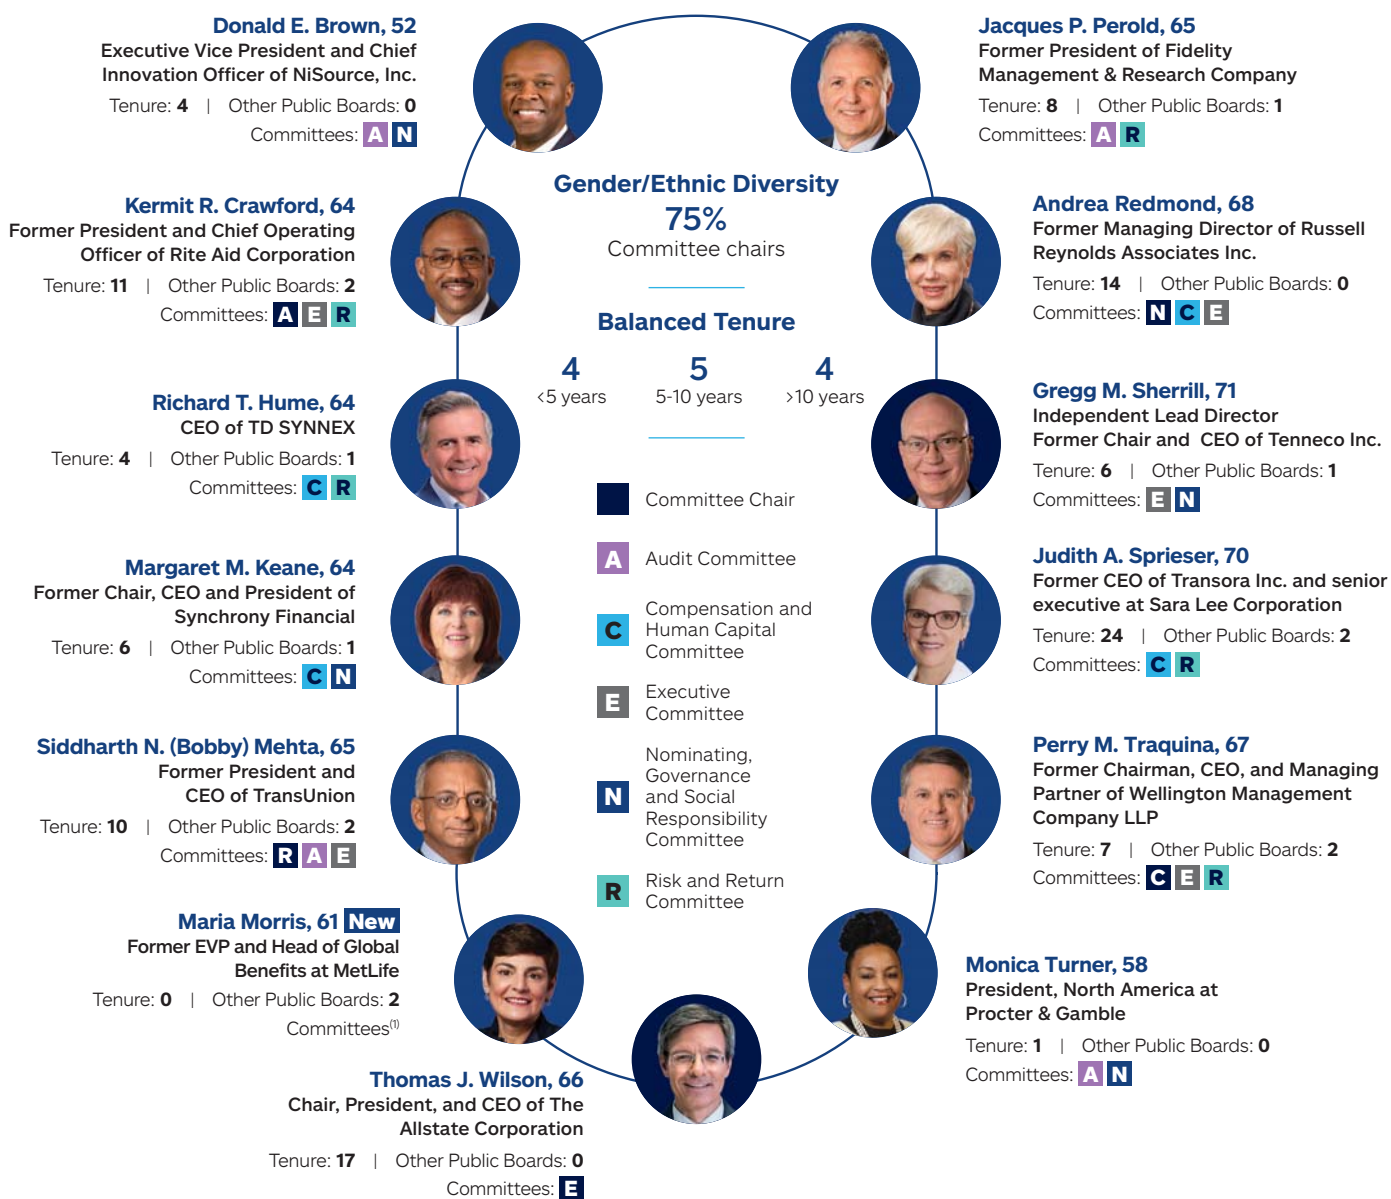 Donald E. Brown, 52
Executive Vice President and Chief
Innovation Officer of NiSource, Inc.
Tenure: 4 | Other Public Boards: 0
Committees: A N
Jacques P. Perold, 65
Former President of Fidelity
Management & Research Company
Tenure: 8 | Other Public Boards: 1
Committees: A R
Kermit R. Crawford, 64
Former President and Chief Operating
Officer of Rite Aid Corporation
Tenure: 11 | Other Public Boards: 2
Committees: A E R
Gender/Ethnic Diversity
75%
Committee chairs
Balanced Tenure
4 5 4
<5 years 5-10 years >10 years
Andrea Redmond, 68
Former Managing Director of Russell
Reynolds Associates Inc.
Tenure: 14 | Other Public Boards: 0
Committees: N C E
Richard T. Hume, 64
CEO of TD SYNNEX
Tenure: 4 | Other Public Boards: 1
Committees: C R
Gregg M. Sherrill, 71
Independent Lead Director
Former Chair and CEO of Tenneco Inc.
Tenure: 6 | Other Public Boards: 1
Committees: E N
Committee Chair
A Audit Committee
C Compensation and
Human Capital
Committee
E Executive
Committee
N Nominating,
Governance
and Social
Responsibility
Committee
R Risk and Return
Committee
Margaret M. Keane, 64
Former Chair, CEO and President of
Synchrony Financial
Tenure: 6 | Other Public Boards: 1
Committees: C N
Judith A. Sprieser, 70
Former CEO of Transora Inc. and senior
executive at Sara Lee Corporation
Tenure: 24 | Other Public Boards: 2
Committees: C R
Siddharth N. (Bobby) Mehta, 65
Former President and
CEO of TransUnion
Tenure: 10 | Other Public Boards: 2
Committees: R A E
Perry M. Traquina, 67
Former Chairman, CEO, and Managing
Partner of Wellington Management
Company LLP
Tenure: 7 | Other Public Boards: 2
Committees: C E R
Maria Morris, 61 New
Former EVP and Head of Global
Benefits at MetLife
Tenure: 0 | Other Public Boards: 2
Committees(1)
Monica Turner, 58
President, North America at
Procter & Gamble
Tenure: 1 | Other Public Boards: 0
Committees: A N
Thomas J. Wilson, 66
Chair, President, and CEO of The
Allstate Corporation
Tenure: 17 | Other Public Boards: 0
Committees: E